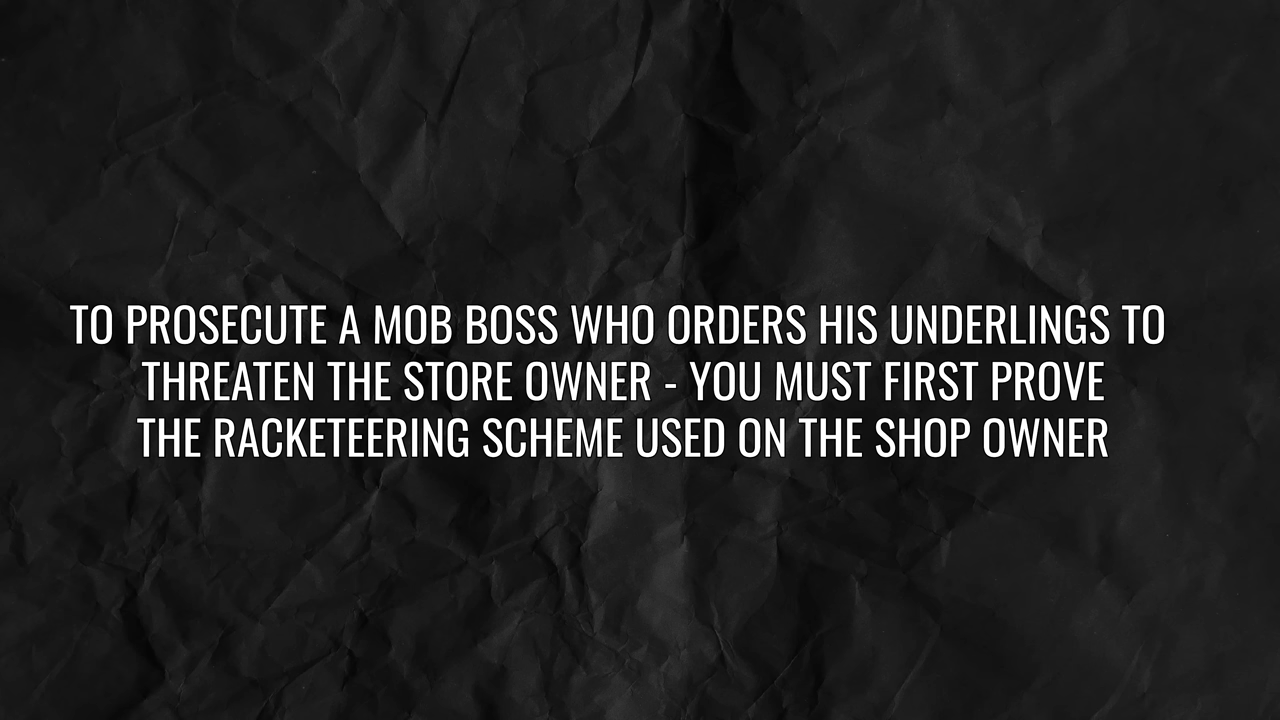 TO PROSECUTE A MOB BOSS WHO ORDERS HIS UNDERLINGS TO
THREATEN THE STORE OWNER - YOU MUST FIRST PROVE
THE RACKETEERING SCHEME USED ON THE SHOP OWNER